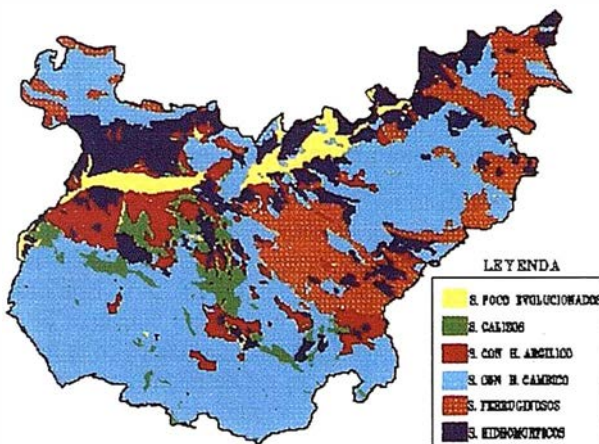 LEYENDA
S. POCO EVOLUCIONADOS
S. CALIZOS
S. CON H. ARGILICO
S. CON H. CAMBICO
S. FERRUGINOSOS
S. HIDROMORFICOS